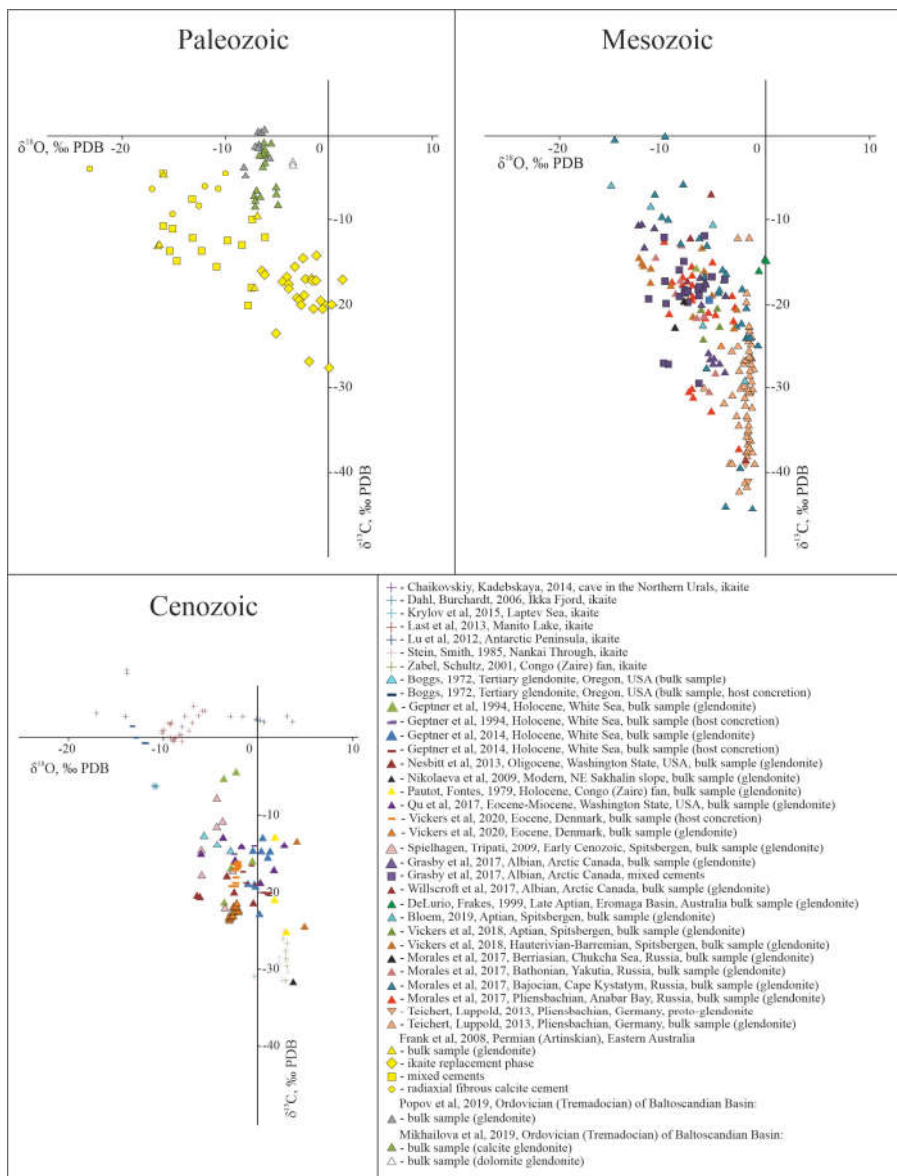 Paleozoic
δ¹⁸O, ‰ PDB
-20
-10
0
10
-10
-20
-30
-40
δ¹³C, ‰ PDB
Mesozoic
δ¹⁸O, ‰ PDB
-20
-10
0
10
-10
-20
-30
-40
δ¹³C, ‰ PDB
Cenozoic
δ¹⁸O, ‰ PDB
-20
-10
0
10
-10
-20
-30
-40
δ¹³C, ‰ PDB
- Chaikovskiy, Kadebskaya, 2014, cave in the Northern Urals, ikaite
- Dahl, Burchardt, 2006, Ikka Fjord, ikaite
- Krylov et al, 2015, Laptev Sea, ikaite
- Last et al, 2013, Manito Lake, ikaite
- Lu et al, 2012, Antarctic Peninsula, ikaite
- Stein, Smith, 1985, Nankai Through, ikaite
- Zabel, Schultz, 2001, Congo (Zaire) fan, ikaite
- Boggs, 1972, Tertiary glendonite, Oregon, USA (bulk sample)
- Boggs, 1972, Tertiary glendonite, Oregon, USA (bulk sample, host concretion)
- Geptner et al, 1994, Holocene, White Sea, bulk sample (glendonite)
- Geptner et al, 1994, Holocene, White Sea, bulk sample (host concretion)
- Geptner et al, 2014, Holocene, White Sea, bulk sample (glendonite)
- Geptner et al, 2014, Holocene, White Sea, bulk sample (host concretion)
- Nesbitt et al, 2013, Oligocene, Washington State, USA, bulk sample (glendonite)
- Nikolaeva et al, 2009, Modern, NE Sakhalin slope, bulk sample (glendonite)
- Pautot, Fontes, 1979, Holocene, Congo (Zaire) fan, bulk sample (glendonite)
- Qu et al, 2017, Eocene-Miocene, Washington State, USA, bulk sample (glendonite)
- Vickers et al, 2020, Eocene, Denmark, bulk sample (host concretion)
- Vickers et al, 2020, Eocene, Denmark, bulk sample (glendonite)
- Spielhagen, Tripati, 2009, Early Cenozoic, Spitsbergen, bulk sample (glendonite)
- Grasby et al, 2017, Albian, Arctic Canada, bulk sample (glendonite)
- Grasby et al, 2017, Albian, Arctic Canada, mixed cements
- Willscroft et al, 2017, Albian, Arctic Canada, bulk sample (glendonite)
- DeLurio, Frakes, 1999, Late Aptian, Eromaga Basin, Australia bulk sample (glendonite)
- Bloem, 2019, Aptian, Spitsbergen, bulk sample (glendonite)
- Vickers et al, 2018, Aptian, Spitsbergen, bulk sample (glendonite)
- Vickers et al, 2018, Hauterivian-Barremian, Spitsbergen, bulk sample (glendonite)
- Morales et al, 2017, Berriasian, Chukcha Sea, Russia, bulk sample (glendonite)
- Morales et al, 2017, Bathonian, Yakutia, Russia, bulk sample (glendonite)
- Morales et al, 2017, Bajocian, Cape Kystatym, Russia, bulk sample (glendonite)
- Morales et al, 2017, Pliensbachian, Anabar Bay, Russia, bulk sample (glendonite)
- Teichert, Luppold, 2013, Pliensbachian, Germany, proto-glendonite
- Teichert, Luppold, 2013, Pliensbachian, Germany, bulk sample (glendonite)
Frank et al, 2008, Permian (Artinskian), Eastern Australia
- bulk sample (glendonite)
- ikaite replacement phase
- mixed cements
- radiaxial fibrous calcite cement
Popov et al, 2019, Ordovician (Tremadocian) of Baltoscandian Basin:
- bulk sample (glendonite)
Mikhailova et al, 2019, Ordovician (Tremadocian) of Baltoscandian Basin:
- bulk sample (calcite glendonite)
- bulk sample (dolomite glendonite)